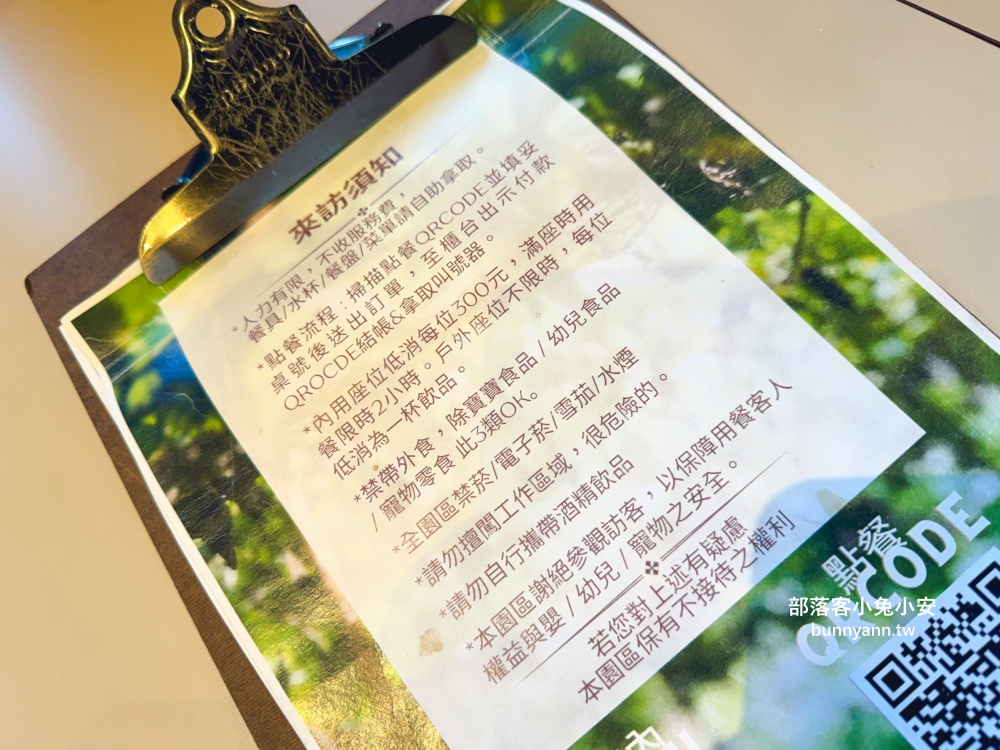 來訪須知
*人力有限，不收服務費，
餐具/水杯/餐盤/菜單請自助拿取。
*點餐流程：掃描點餐QRCODE並填妥
桌號後送出訂單，至櫃台出示付款
QROCDE結帳&拿取叫號器。
*內用座位低消每位300元，滿座時用
餐限時2小時。戶外座位不限時，每位
低消為一杯飲品。
*禁帶外食，除寶寶食品 / 幼兒食品
/ 寵物零食 此3類OK。
*全園區禁菸/電子菸/雪茄/水煙
*請勿擅闖工作區域，很危險的。
*請勿自行攜帶酒精飲品
*本園區謝絕參觀訪客，以保障用餐客人
權益與嬰 / 幼兒 / 寵物之安全。
若您對上述有疑慮
本園區保有不接待之權利
點餐
QRCODE
部落客小兔小安
bunnyann.tw